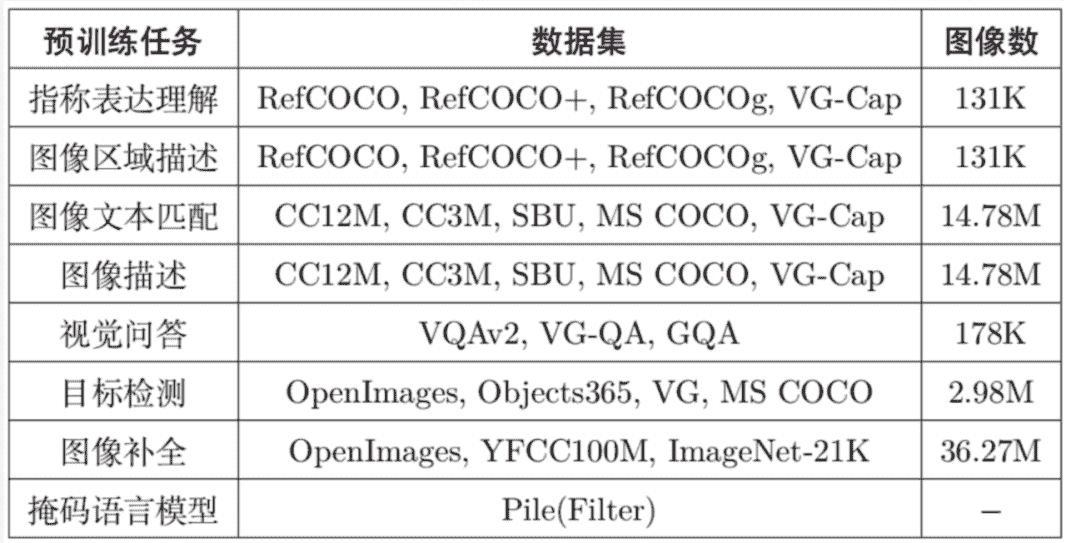 预训练任务 数据集 图像数
指称表达理解 RefCOCO, RefCOCO+, RefCOCOg, VG-Cap 131K
图像区域描述 RefCOCO, RefCOCO+, RefCOCOg, VG-Cap 131K
图像文本匹配 CC12M, CC3M, SBU, MS COCO, VG-Cap 14.78M
图像描述 CC12M, CC3M, SBU, MS COCO, VG-Cap 14.78M
视觉问答 VQAv2, VG-QA, GQA 178K
目标检测 OpenImages, Objects365, VG, MS COCO 2.98M
图像补全 OpenImages, YFCC100M, ImageNet-21K 36.27M
掩码语言模型 Pile(Filter) –